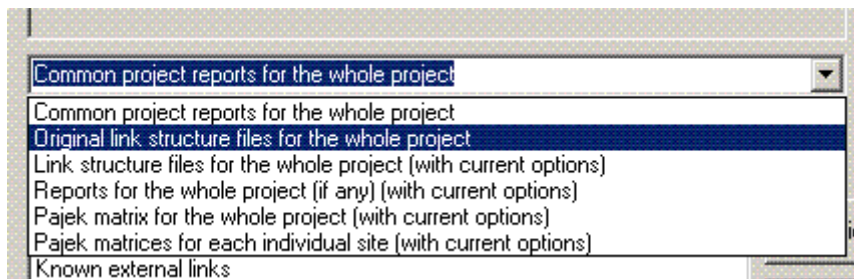 Common project reports for the whole project
Common project reports for the whole project
Original link structure files for the whole project
Link structure files for the whole project (with current options)
Reports for the whole project (if any) (with current options)
Pajek matrix for the whole project (with current options)
Pajek matrices for each individual site (with current options)
Known external links